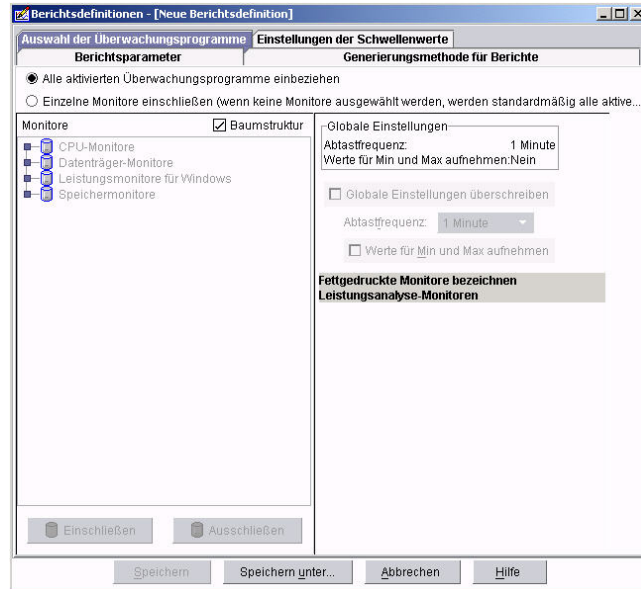 Berichtsdefinitionen - [Neue Berichtsdefinition]
Auswahl der Überwachungsprogramme
Einstellungen der Schwellenwerte
Berichtsparameter
Generierungsmethode für Berichte
Alle aktivierten Überwachungsprogramme einbeziehen
Einzelne Monitore einschließen (wenn keine Monitore ausgewählt werden, werden standardmäßig alle aktive...
Monitore
Baumstruktur
CPU-Monitore
Datenträger-Monitore
Leistungsmonitore für Windows
Speichermonitore
Einschließen
Ausschließen
Globale Einstellungen
Abtastfrequenz: 1 Minute
Werte für Min und Max aufnehmen:Nein
Globale Einstellungen überschreiben
Abtastfrequenz: 1 Minute
Werte für Min und Max aufnehmen
Fettgedruckte Monitore bezeichnen
Leistungsanalyse-Monitoren
Speichern
Speichern unter...
Abbrechen
Hilfe